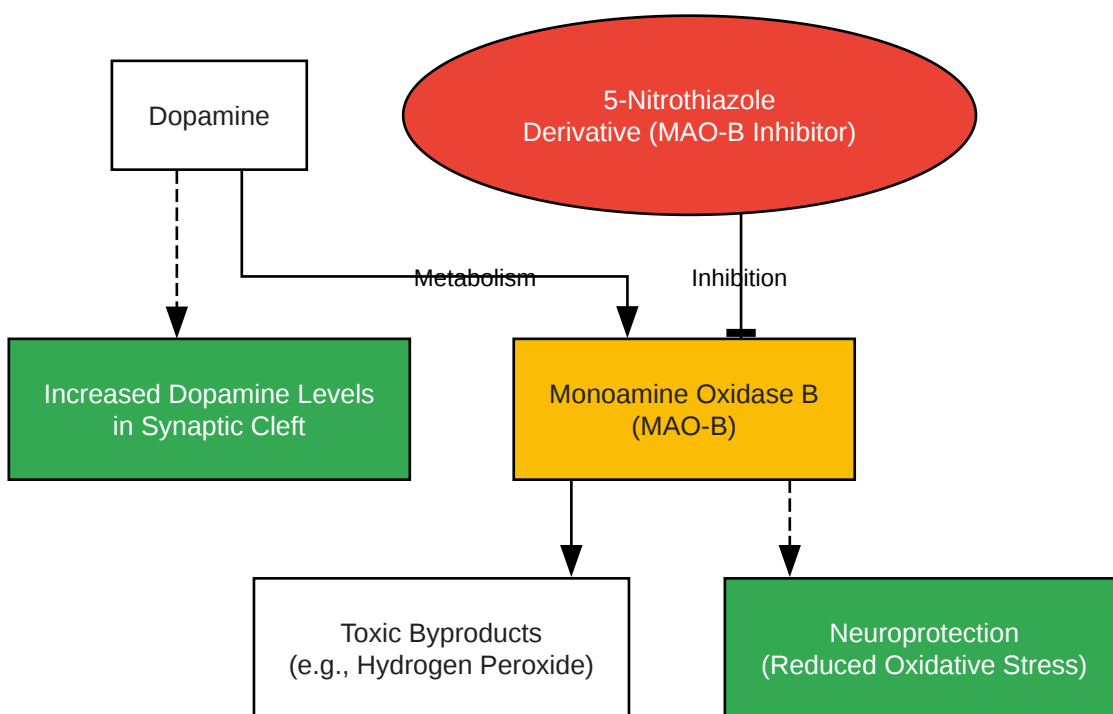 5-Nitrothiazole
Derivative (MAO-B Inhibitor)
Dopamine
Metabolism
Inhibition
Increased Dopamine Levels
in Synaptic Cleft
Monoamine Oxidase B
(MAO-B)
Toxic Byproducts
(e.g., Hydrogen Peroxide)
Neuroprotection
(Reduced Oxidative Stress)